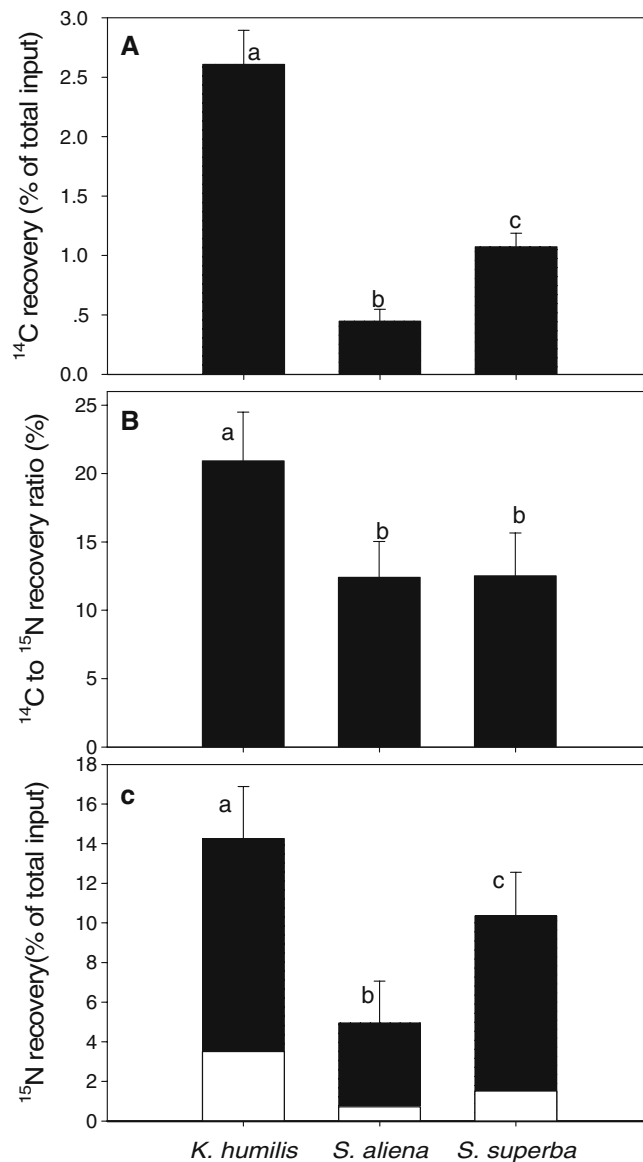 A
¹⁴C recovery (% of total input)
3.0
2.5
2.0
1.5
1.0
.5
0.0
a
b
c
B
¹⁴C to ¹⁵N recovery ratio (%)
25
20
15
10
5
0
a
b
b
c
¹⁵N recovery(% of total input)
18
16
14
12
10
8
6
4
2
0
a
b
c
K. humilis S. aliena S. superba